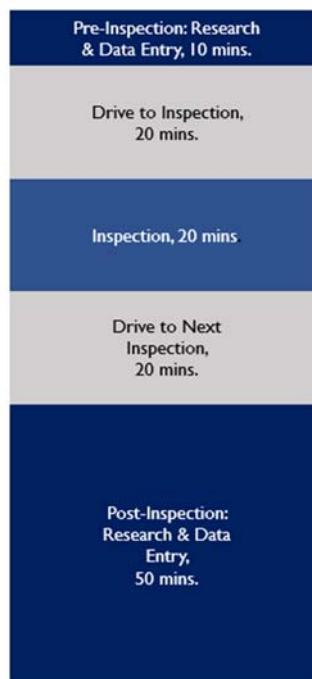 Pre-Inspection: Research
& Data Entry, 10 mins.
Drive to Inspection,
20 mins.
Inspection, 20 mins.
Drive to Next
Inspection,
20 mins.
Post-Inspection:
Research & Data
Entry,
50 mins.